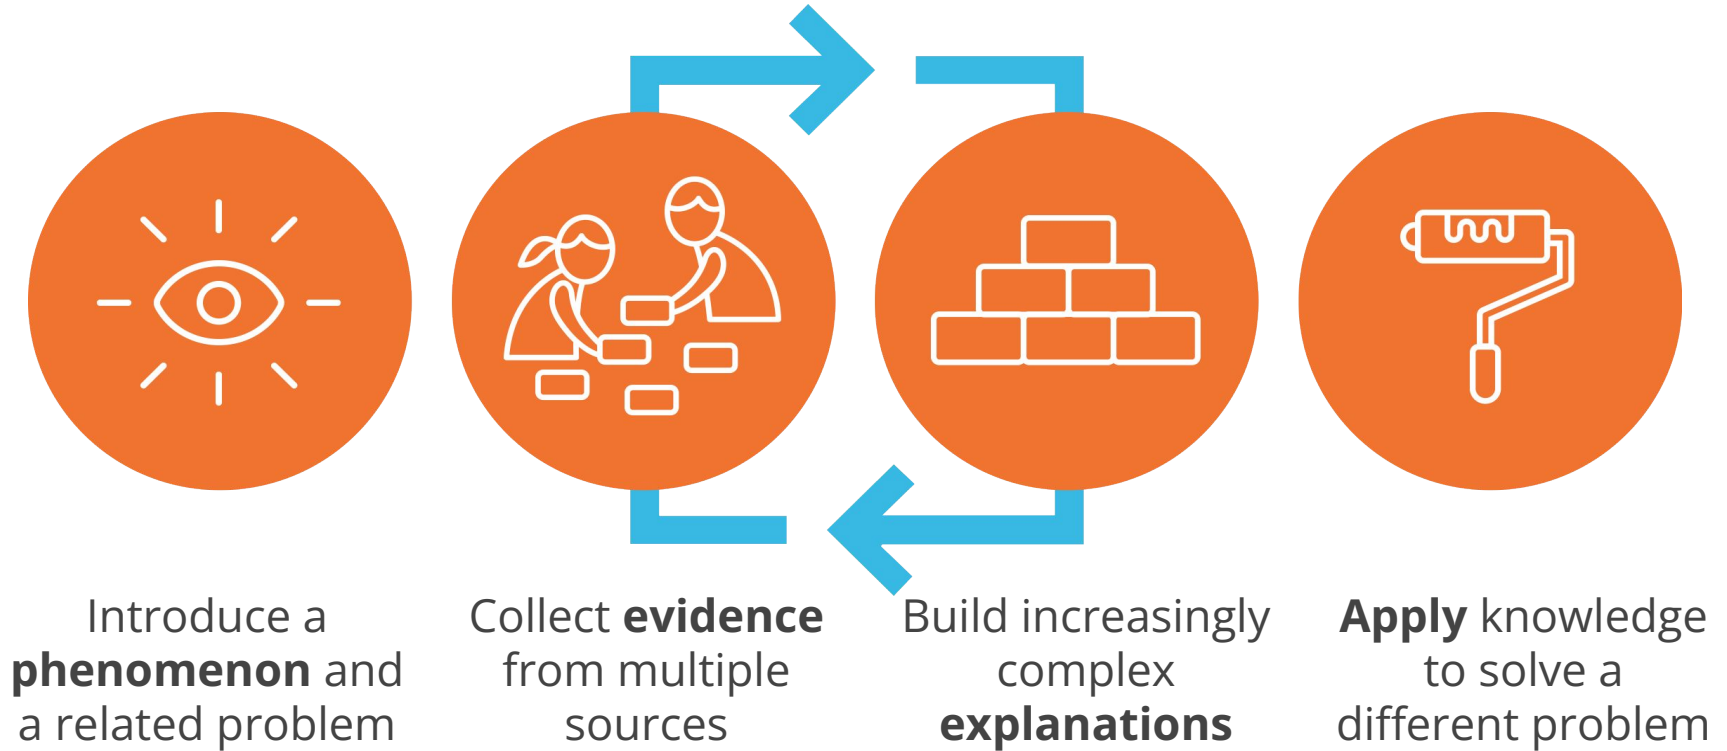 Introduce a
phenomenon and
a related problem
Collect evidence
from multiple
sources
Build increasingly
complex
explanations
Apply knowledge
to solve a
different problem